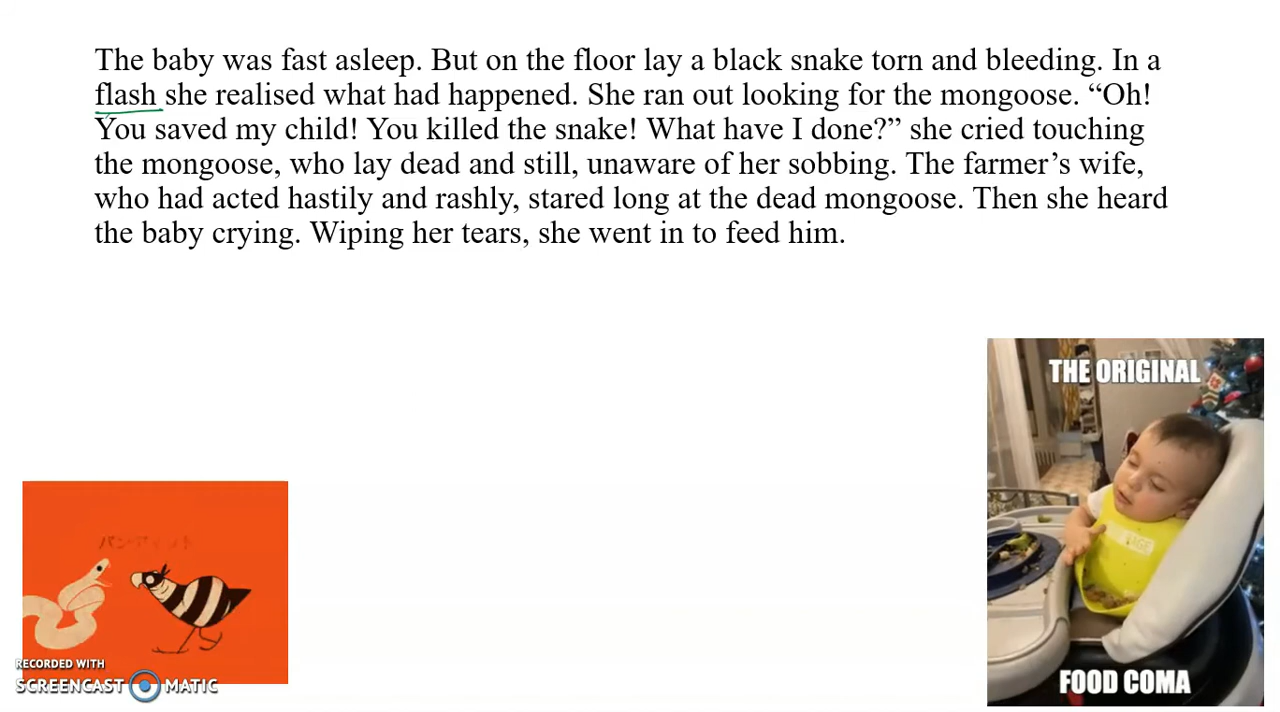 The baby was fast asleep. But on the floor lay a black snake torn and bleeding. In a
flash she realised what had happened. She ran out looking for the mongoose. “Oh!
You saved my child! You killed the snake! What have I done?” she cried touching
the mongoose, who lay dead and still, unaware of her sobbing. The farmer’s wife,
who had acted hastily and rashly, stared long at the dead mongoose. Then she heard
the baby crying. Wiping her tears, she went in to feed him.
THE ORIGINAL
FOOD COMA
RECORDED WITH
SCREENCAST MATIC